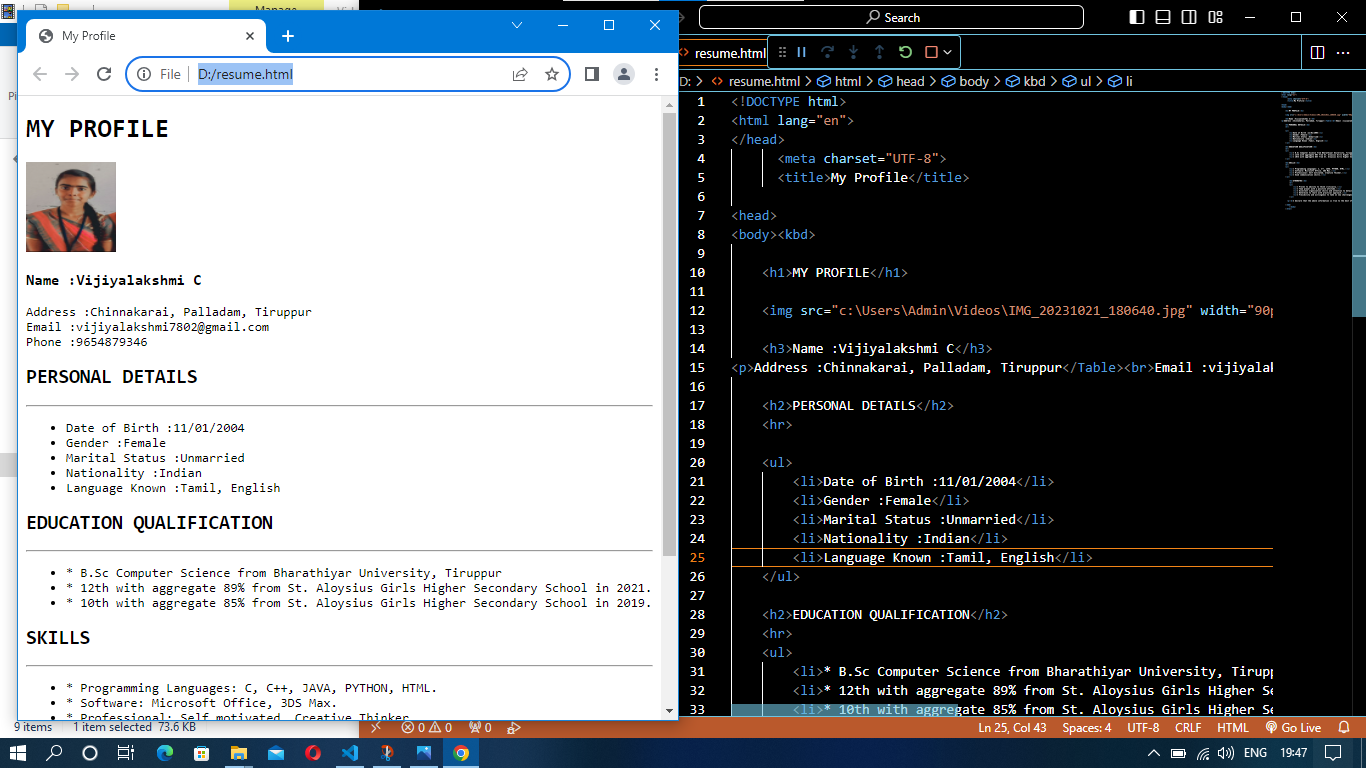 Manage
My Profile
File
D:/resume.html
MY PROFILE
Name :Vijiyalakshmi C
Address :Chinnakarai, Palladam, Tiruppur
Email :vijiyalakshmi7802@gmail.com
Phone :9654879346
PERSONAL DETAILS
Date of Birth :11/01/2004
Gender :Female
Marital Status :Unmarried
Nationality :Indian
Language Known :Tamil, English
EDUCATION QUALIFICATION
* B.Sc Computer Science from Bharathiyar University, Tiruppur
* 12th with aggregate 89% from St. Aloysius Girls Higher Secondary School in 2021.
* 10th with aggregate 85% from St. Aloysius Girls Higher Secondary School in 2019.
SKILLS
* Programming Languages: C, C++, JAVA, PYTHON, HTML.
* Software: Microsoft Office, 3DS Max.
* Professional: Self motivated, Creative Thinker
9 items 1 item selected 73.6 KB
Search
resume.html
D: > resume.html > html > head > body > kbd > ul > li
1 <!DOCTYPE html>
2 <html lang="en">
3 </head>
4 <meta charset="UTF-8">
5 <title>My Profile</title>
6
7 <head>
8 <body><kbd>
9
10 <h1>MY PROFILE</h1>
11
12 <img src="c:\Users\Admin\Videos\IMG_20231021_180640.jpg" width="90p
13
14 <h3>Name :Vijiyalakshmi C</h3>
15 <p>Address :Chinnakarai, Palladam, Tiruppur</Table><br>Email :vijiyalak
16
17 <h2>PERSONAL DETAILS</h2>
18 <hr>
19
20 <ul>
21 <li>Date of Birth :11/01/2004</li>
22 <li>Gender :Female</li>
23 <li>Marital Status :Unmarried</li>
24 <li>Nationality :Indian</li>
25 <li>Language Known :Tamil, English</li>
26 </ul>
27
28 <h2>EDUCATION QUALIFICATION</h2>
29 <hr>
30 <ul>
31 <li>* B.Sc Computer Science from Bharathiyar University, Tirupp
32 <li>* 12th with aggregate 89% from St. Aloysius Girls Higher Se
33 <li>* 10th with aggregate 85% from St. Aloysius Girls Higher Se
0 0 0 Ln 25, Col 43 Spaces: 4 UTF-8 CRLF HTML Go Live
ENG 19:47